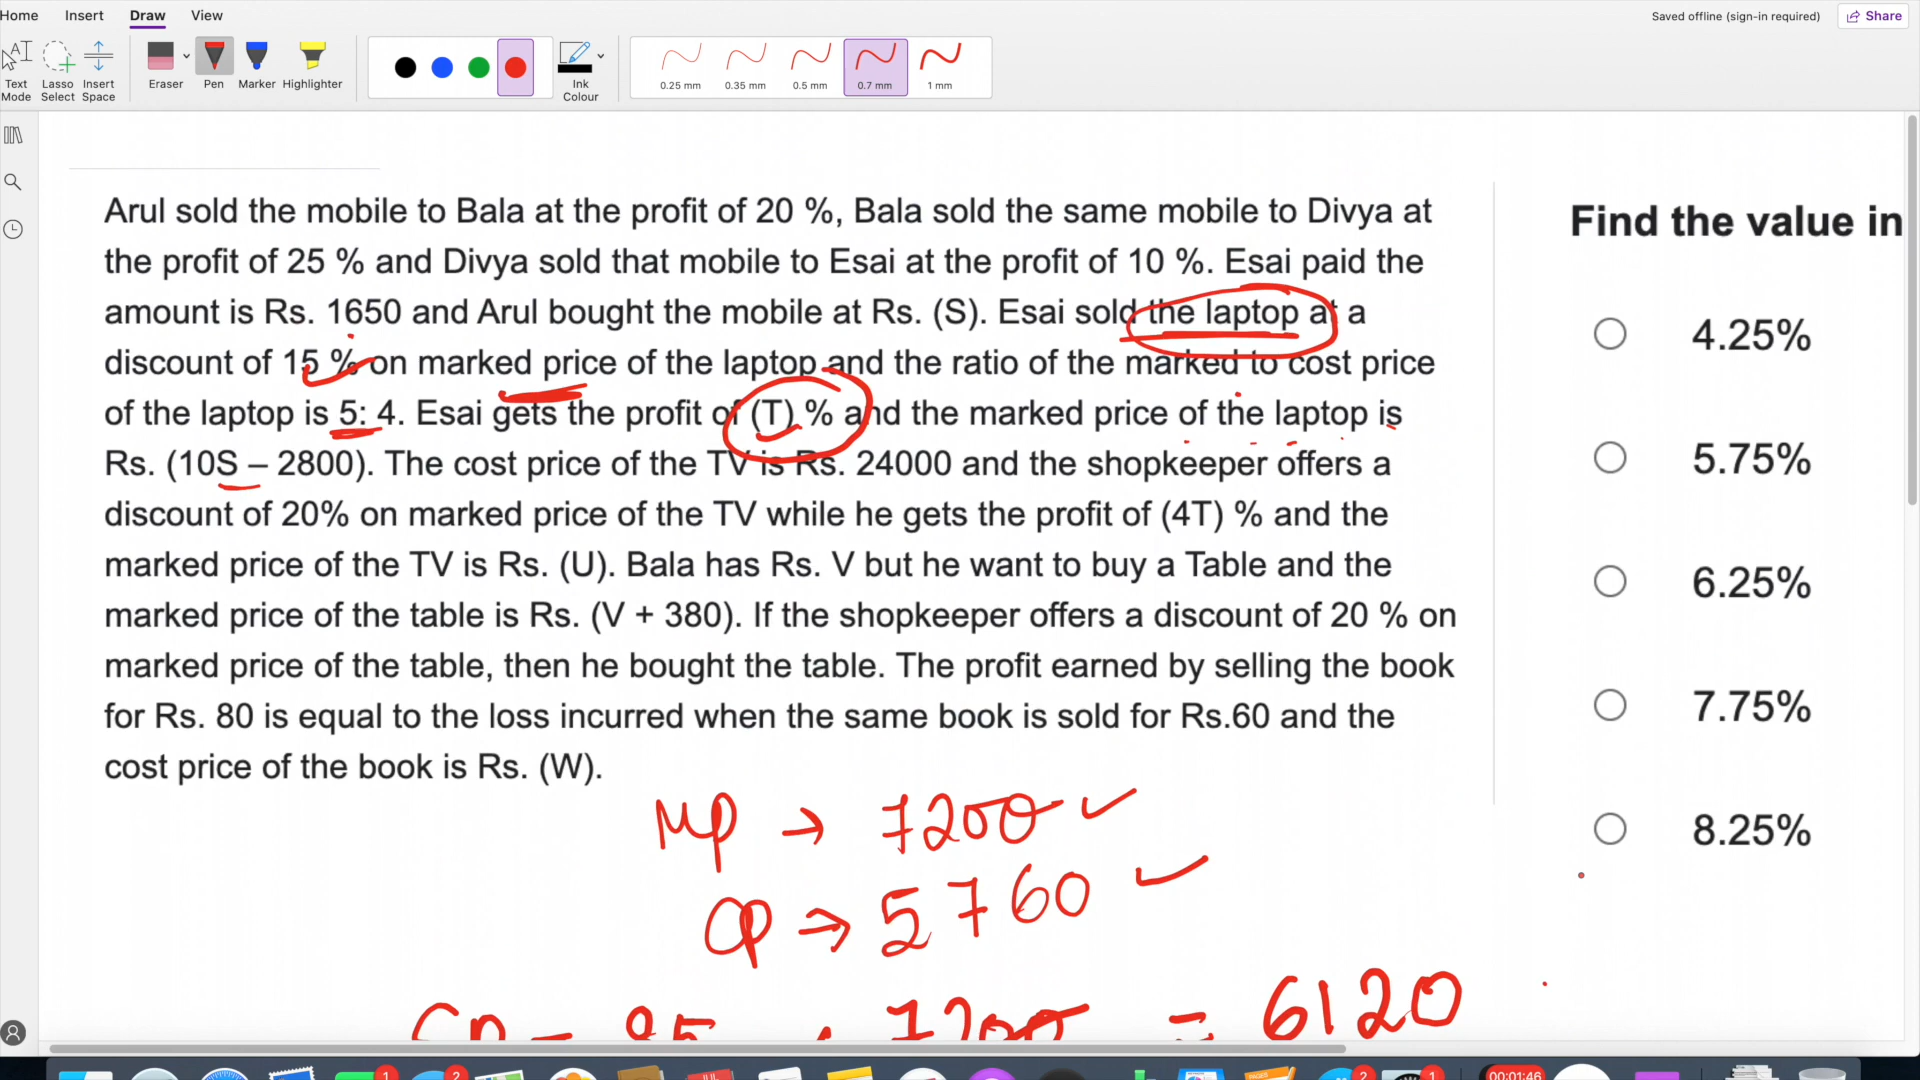 Home Insert Draw View
Saved offline (sign-in required) Share
Text Mode
Lasso Select
Insert Space
Eraser
Pen
Marker
Highlighter
Ink Colour
0.25 mm
0.35 mm
0.5 mm
0.7 mm
1 mm
Arul sold the mobile to Bala at the profit of 20 %, Bala sold the same mobile to Divya at
the profit of 25 % and Divya sold that mobile to Esai at the profit of 10 %. Esai paid the
amount is Rs. 1650 and Arul bought the mobile at Rs. (S). Esai sold the laptop at a
discount of 15 % on marked price of the laptop and the ratio of the marked to cost price
of the laptop is 5: 4. Esai gets the profit of (T) % and the marked price of the laptop is
Rs. (10S – 2800). The cost price of the TV is Rs. 24000 and the shopkeeper offers a
discount of 20% on marked price of the TV while he gets the profit of (4T) % and the
marked price of the TV is Rs. (U). Bala has Rs. V but he want to buy a Table and the
marked price of the table is Rs. (V + 380). If the shopkeeper offers a discount of 20 % on
marked price of the table, then he bought the table. The profit earned by selling the book
for Rs. 80 is equal to the loss incurred when the same book is sold for Rs.60 and the
cost price of the book is Rs. (W).
Find the value in
4.25%
5.75%
6.25%
7.75%
8.25%
MP → 7200
CP → 5760
= 7200 = 6120
1
2
2
1
00:01:46